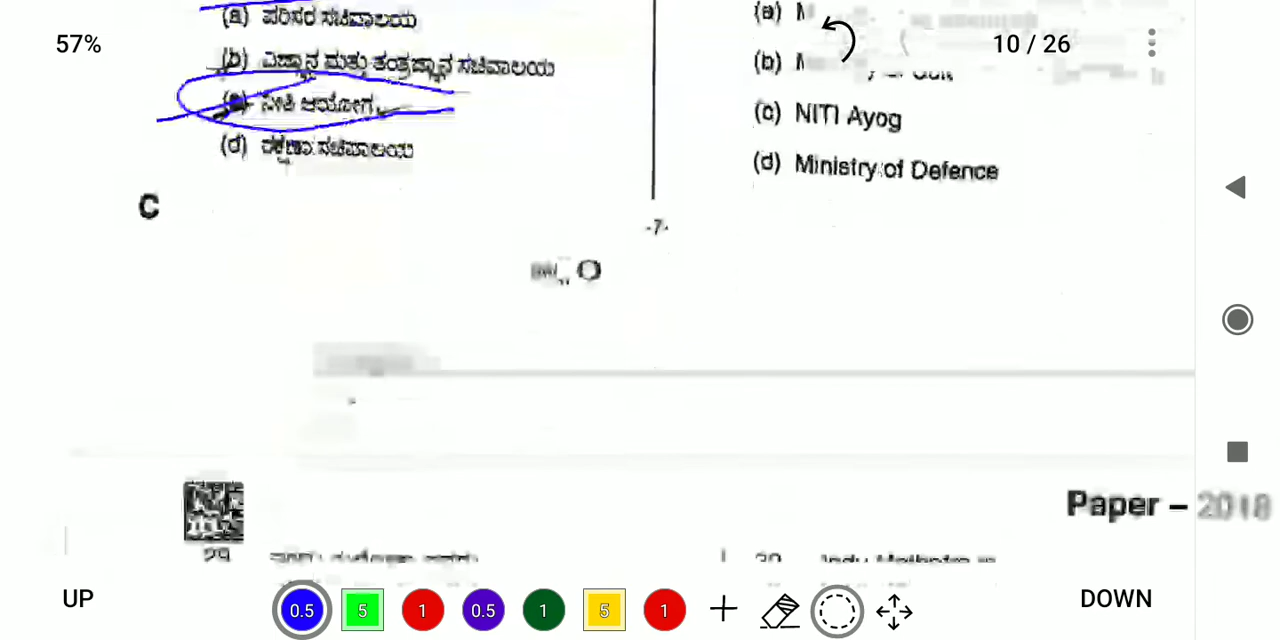 57%
(a) ಪರಿಸರ ಸಚಿವಾಲಯ
(b) ವಿಜ್ಞಾನ ಮತ್ತು ತಂತ್ರಜ್ಞಾನ ಸಚಿವಾಲಯ
ನೀತಿ ಆಯೋಗ
(d) ರಕ್ಷಣಾ ಸಚಿವಾಲಯ
C
(a) M
10 / 26
(b)
(c) NITI Ayog
(d) Ministry of Defence
-7-
Paper – 2018
UP
0.5
5
1
0.5
1
5
1
DOWN